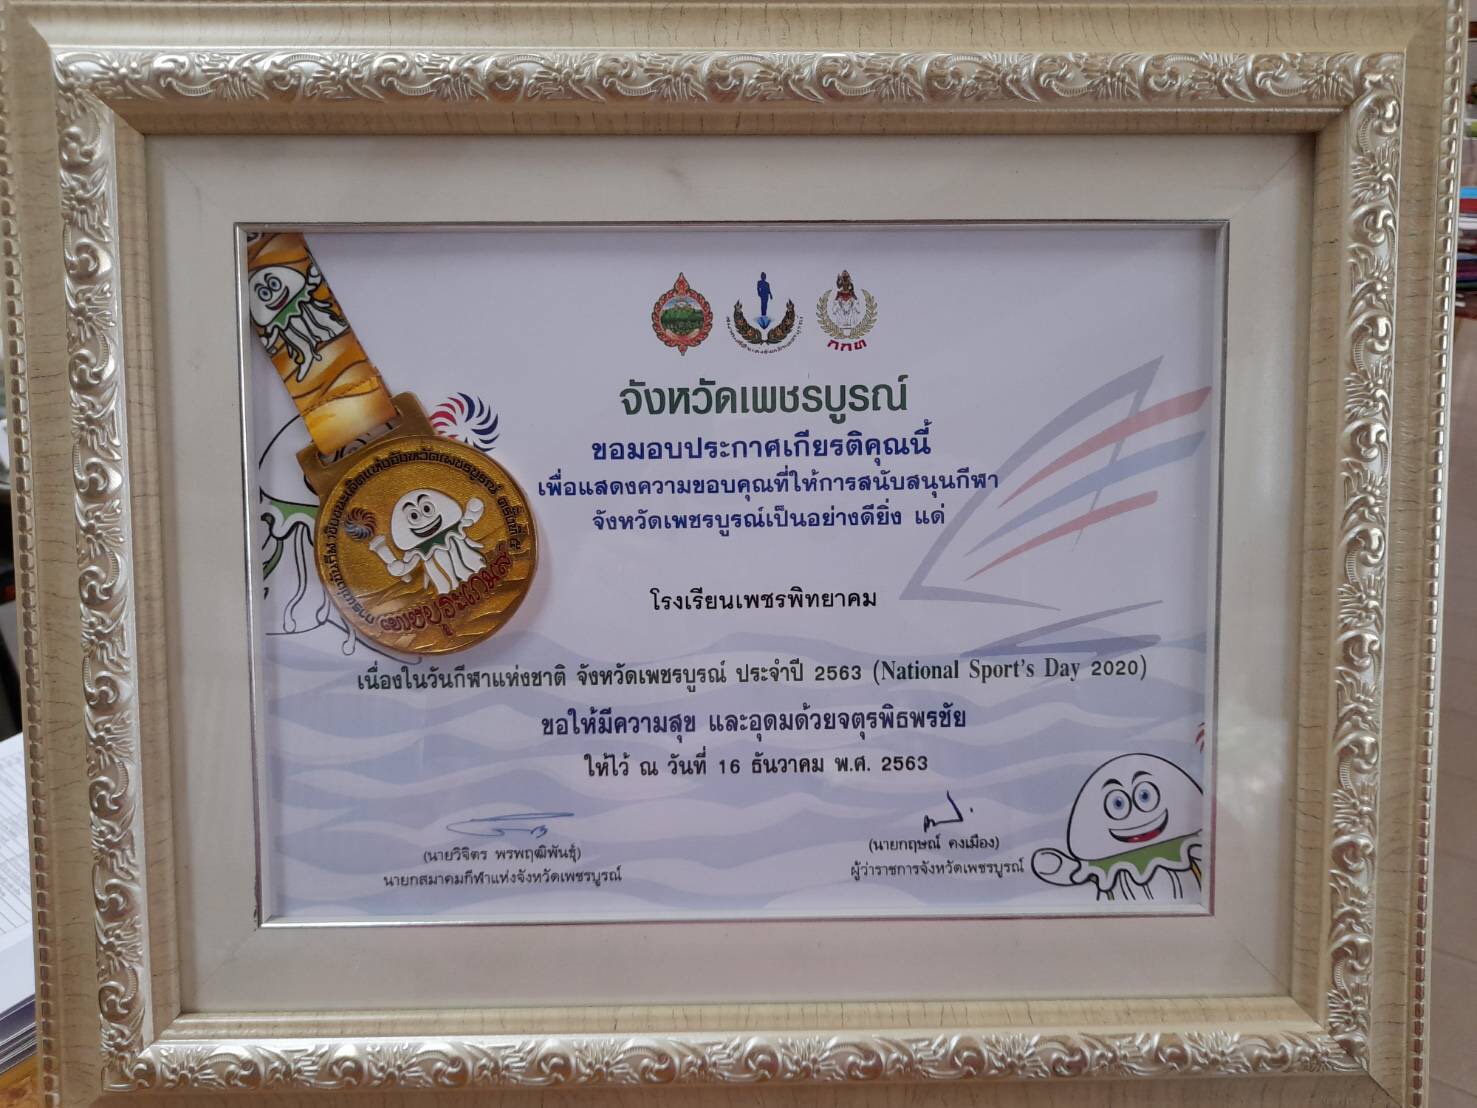 กกท
จังหวัดเพชรบูรณ์
ขอมอบประกาศเกียรติคุณนี้
เพื่อแสดงความขอบคุณที่ให้การสนับสนุนกีฬา
จังหวัดเพชรบูรณ์เป็นอย่างดียิ่ง แด่
โรงเรียนเพชรพิทยาคม
เนื่องในวันกีฬาแห่งชาติ จังหวัดเพชรบูรณ์ ประจำปี 2563 (National Sport's Day 2020)
ขอให้มีความสุข และอุดมด้วยจตุรพิธพรชัย
ให้ไว้ ณ วันที่ 16 ธันวาคม พ.ศ. 2563
(นายวิจิตร พรพฤฒิพันธุ์)
นายกสมาคมกีฬาแห่งจังหวัดเพชรบูรณ์
(นายกฤษณ์ คงเมือง)
ผู้ว่าราชการจังหวัดเพชรบูรณ์